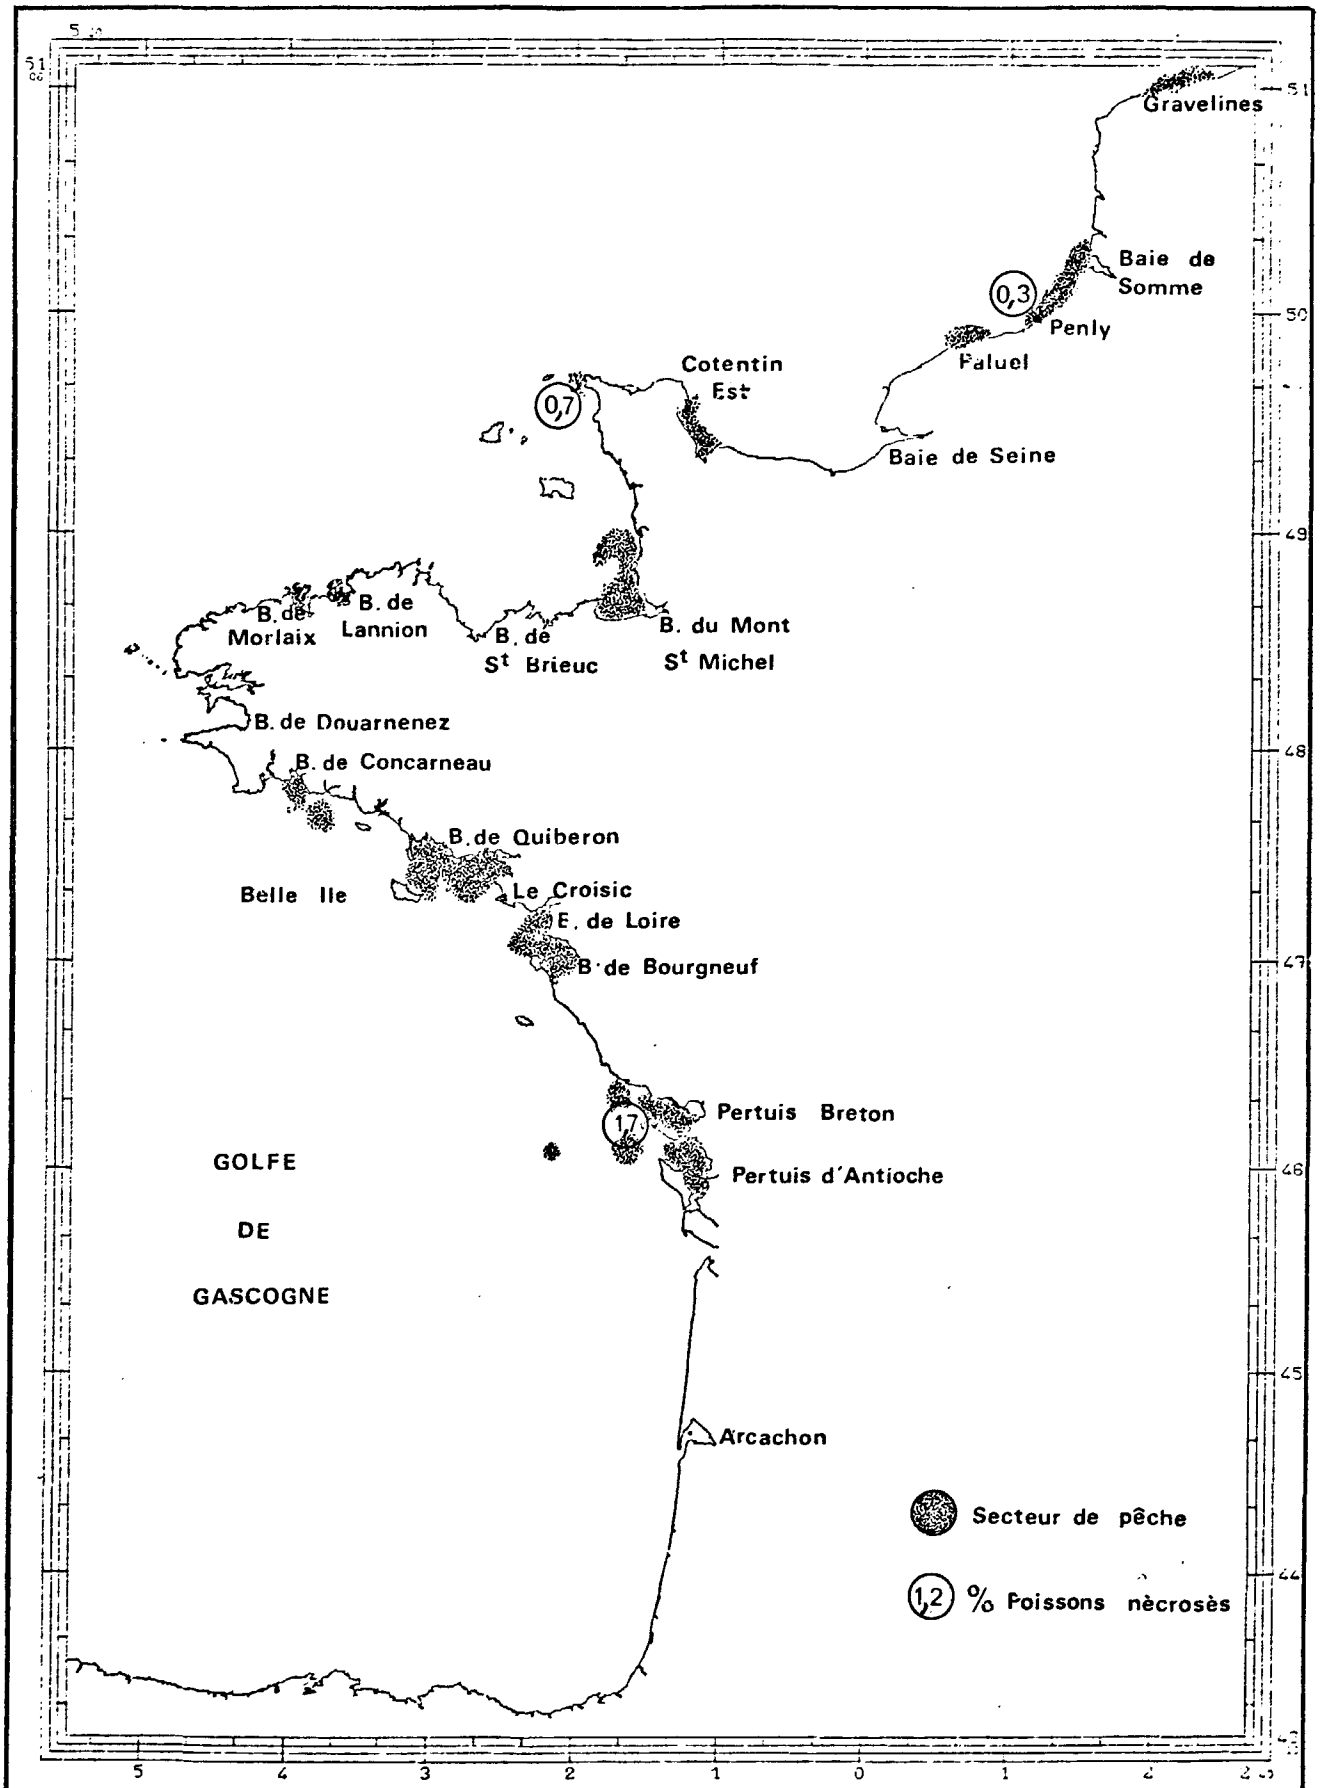 51
51
Gravelines
Baie de
Somme
0,3
50
Penly
Paluel
Cotentin
Est
0,7
Baie de Seine
49
B. de
Morlaix
B. de
Lannion
B. de
St Brieuc
B. du Mont
St Michel
B. de Douarnenez
48
B. de Concarneau
B. de Quiberon
Belle Ile
Le Croisic
E. de Loire
B. de Bourgneuf
47
Pertuis Breton
1,7
GOLFE
46
Pertuis d'Antioche
DE
GASCOGNE
45
Arcachon
Secteur de pêche
44
1,2 % Poissons nècrosès
5 4 3 2 1 0 1 2